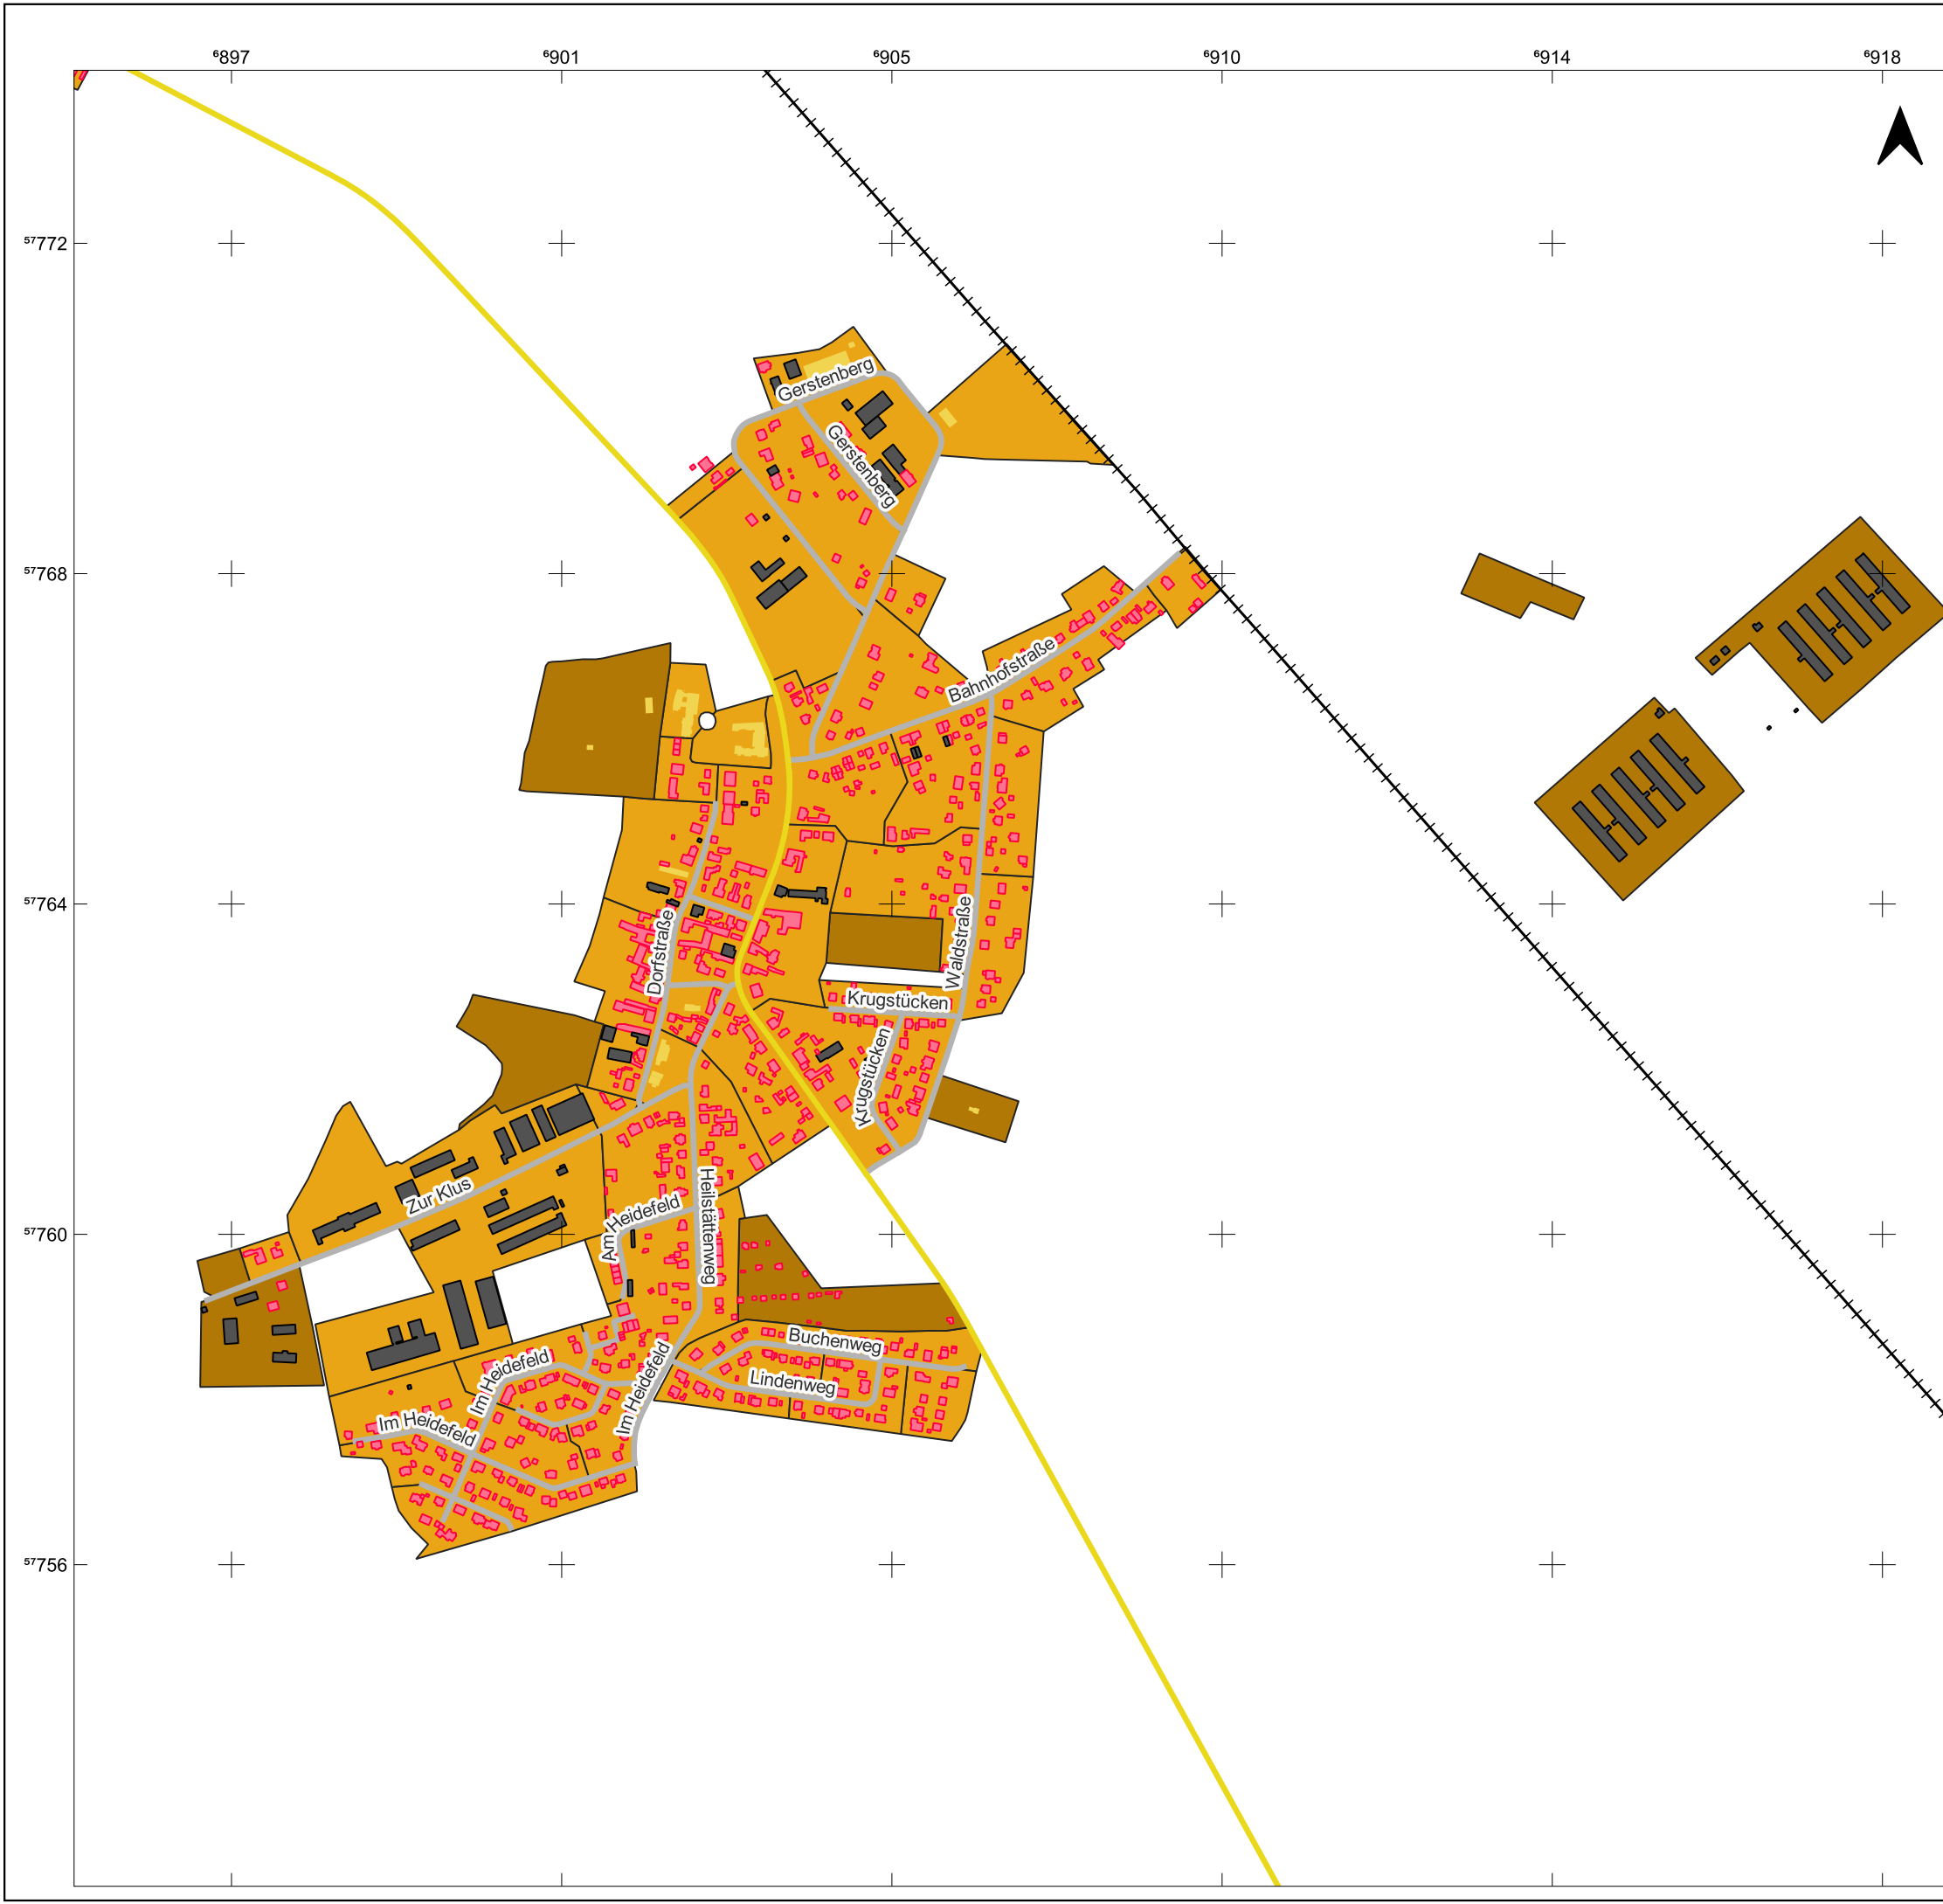 ⁶897 ⁶901 ⁶905 ⁶910 ⁶914 ⁶918
⁵⁷772
Gerstenberg
Gerstenberg
⁵⁷768
Bahnhofstraße
⁵⁷764
Dorfstraße
Waldstraße
Krugstücken
Krugstücken
Zur Klus
Am Heidefeld
Heilstättenweg
⁵⁷760
Buchenweg
Im Heidefeld
Im Heidefeld
Lindenweg
Im Heidefeld
⁵⁷756